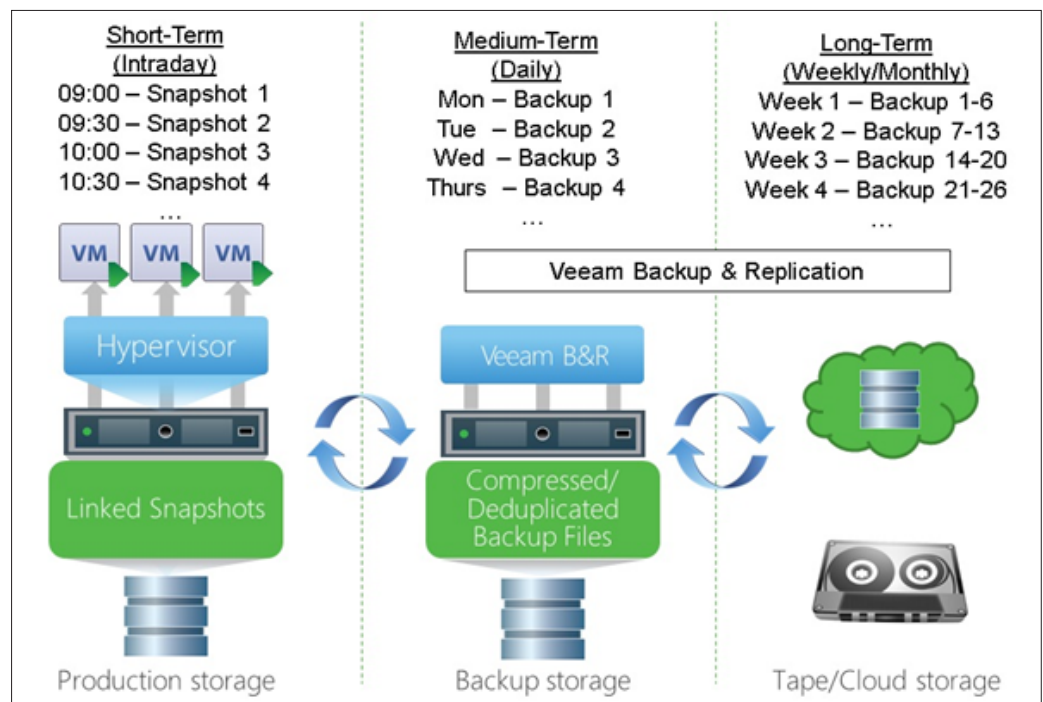 Short-Term
(Intraday)
09:00 – Snapshot 1
09:30 – Snapshot 2
10:00 – Snapshot 3
10:30 – Snapshot 4
...
VM VM VM
Hypervisor
Linked Snapshots
Production storage
Medium-Term
(Daily)
Mon – Backup 1
Tue – Backup 2
Wed – Backup 3
Thurs – Backup 4
...
Veeam Backup & Replication
Veeam B&R
Compressed/
Deduplicated
Backup Files
Backup storage
Long-Term
(Weekly/Monthly)
Week 1 – Backup 1-6
Week 2 – Backup 7-13
Week 3 – Backup 14-20
Week 4 – Backup 21-26
...
Tape/Cloud storage